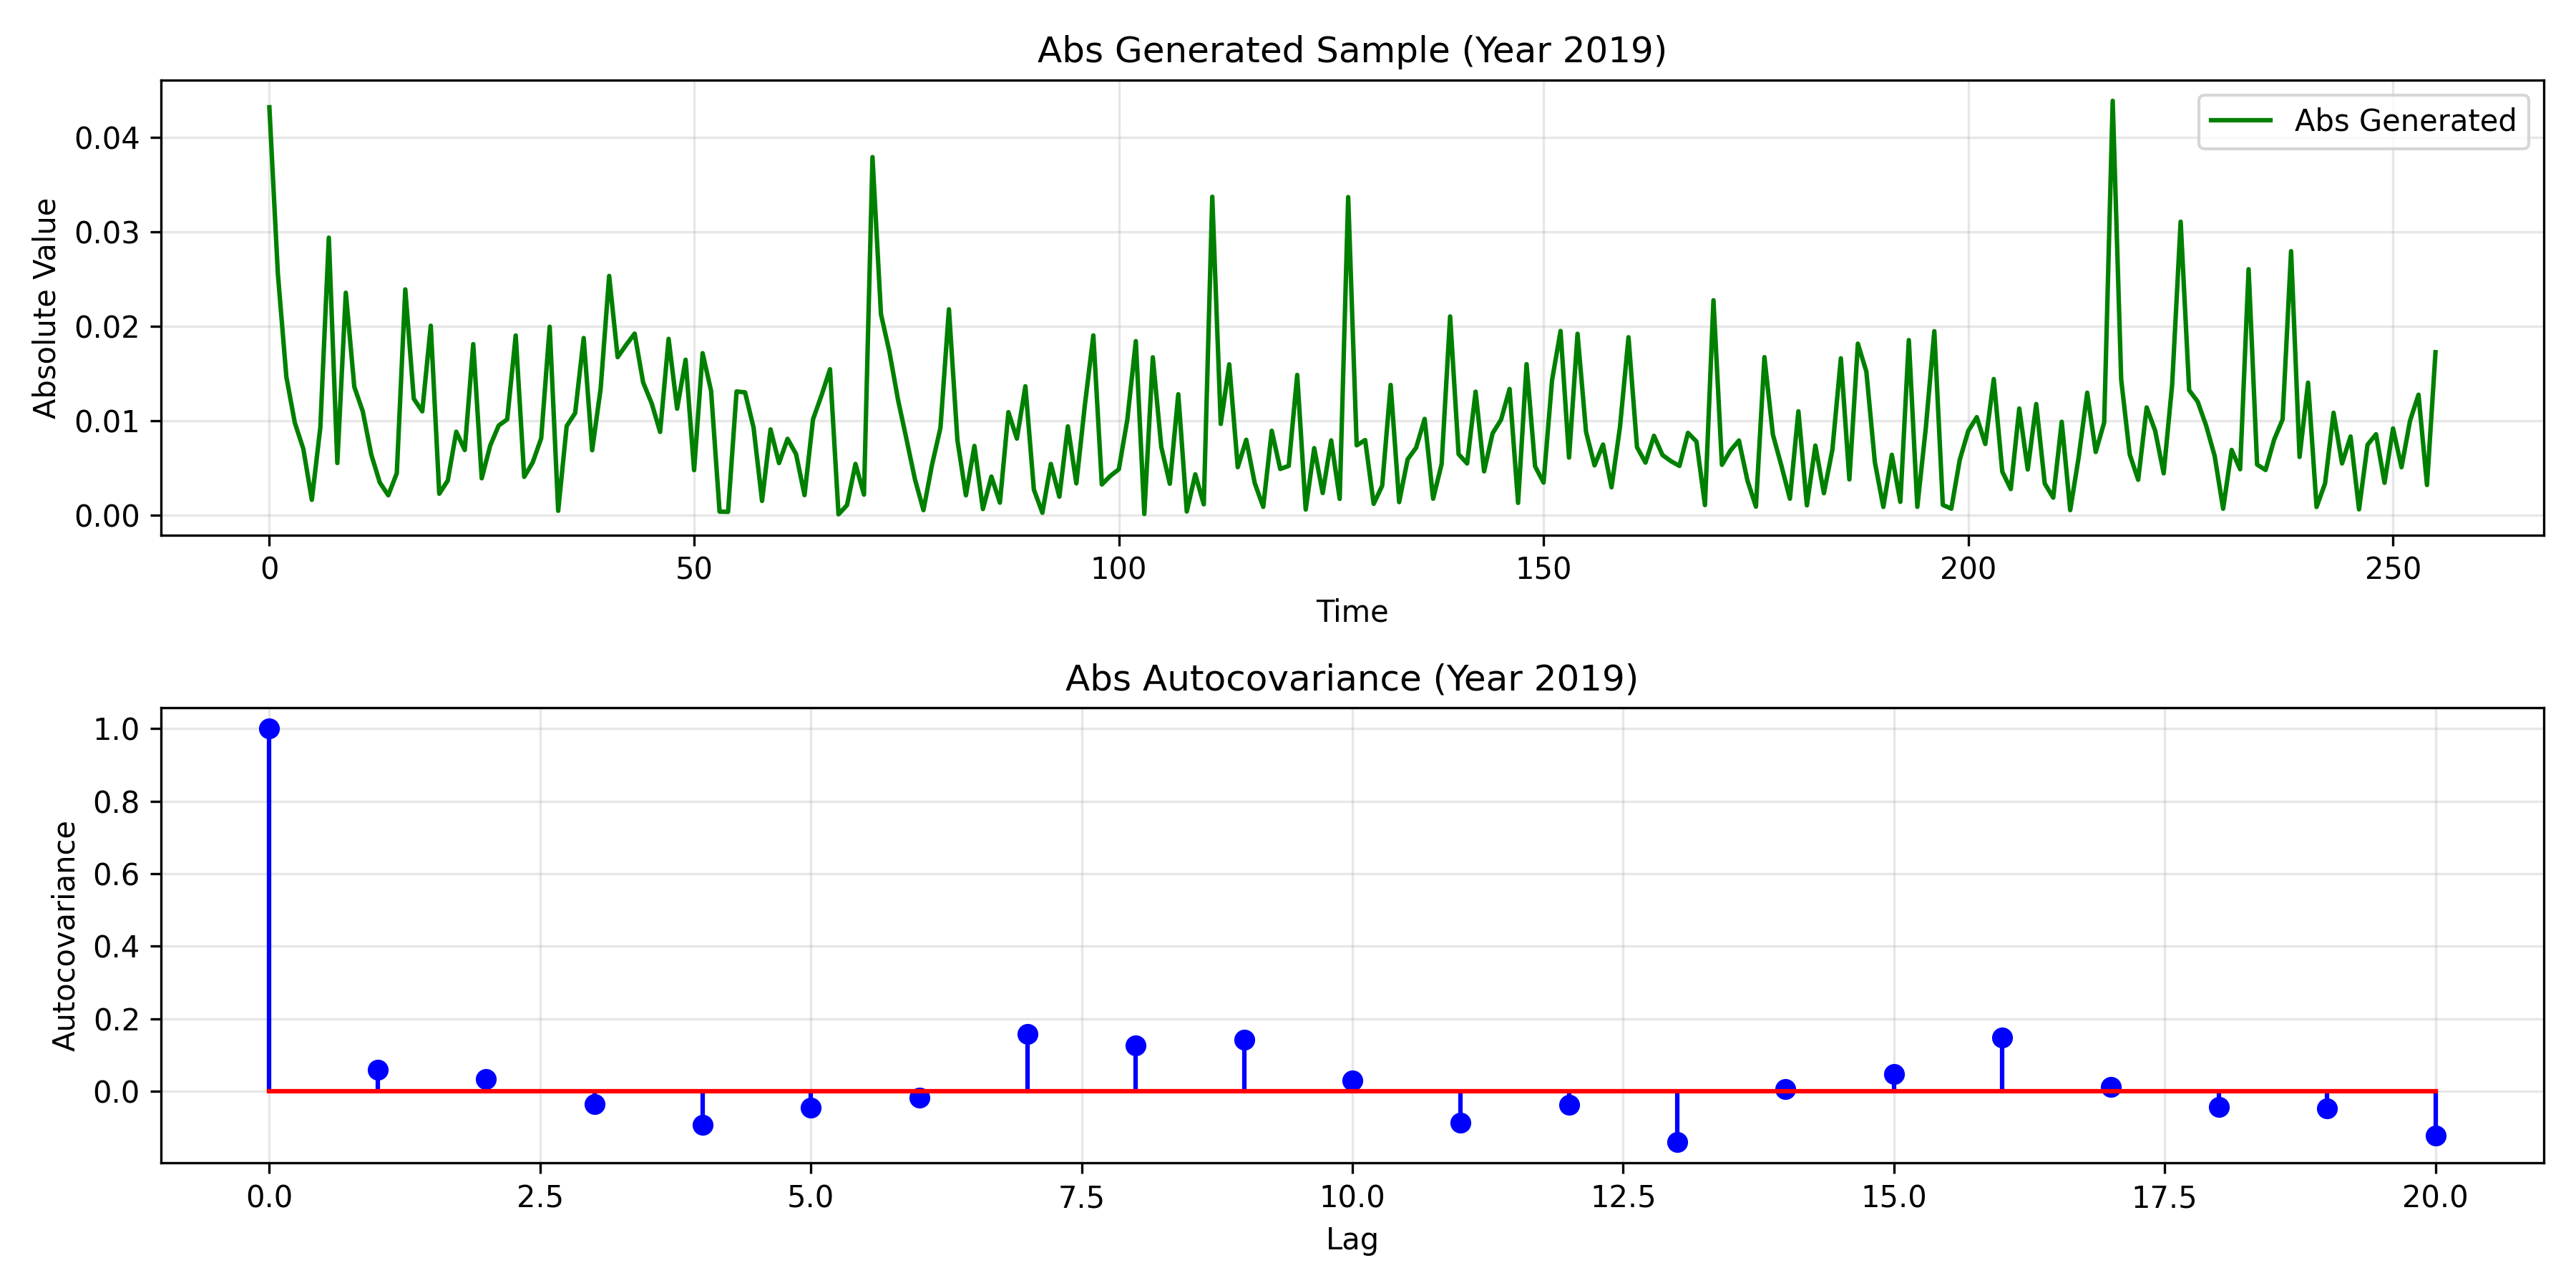 Abs Generated Sample (Year 2019)
Abs Generated
Absolute Value
0.04
0.03
0.02
0.01
0.00
0 50 100 150 200 250
Time
Abs Autocovariance (Year 2019)
Autocovariance
1.0
0.8
0.6
0.4
0.2
0.0
0.0 2.5 5.0 7.5 10.0 12.5 15.0 17.5 20.0
Lag